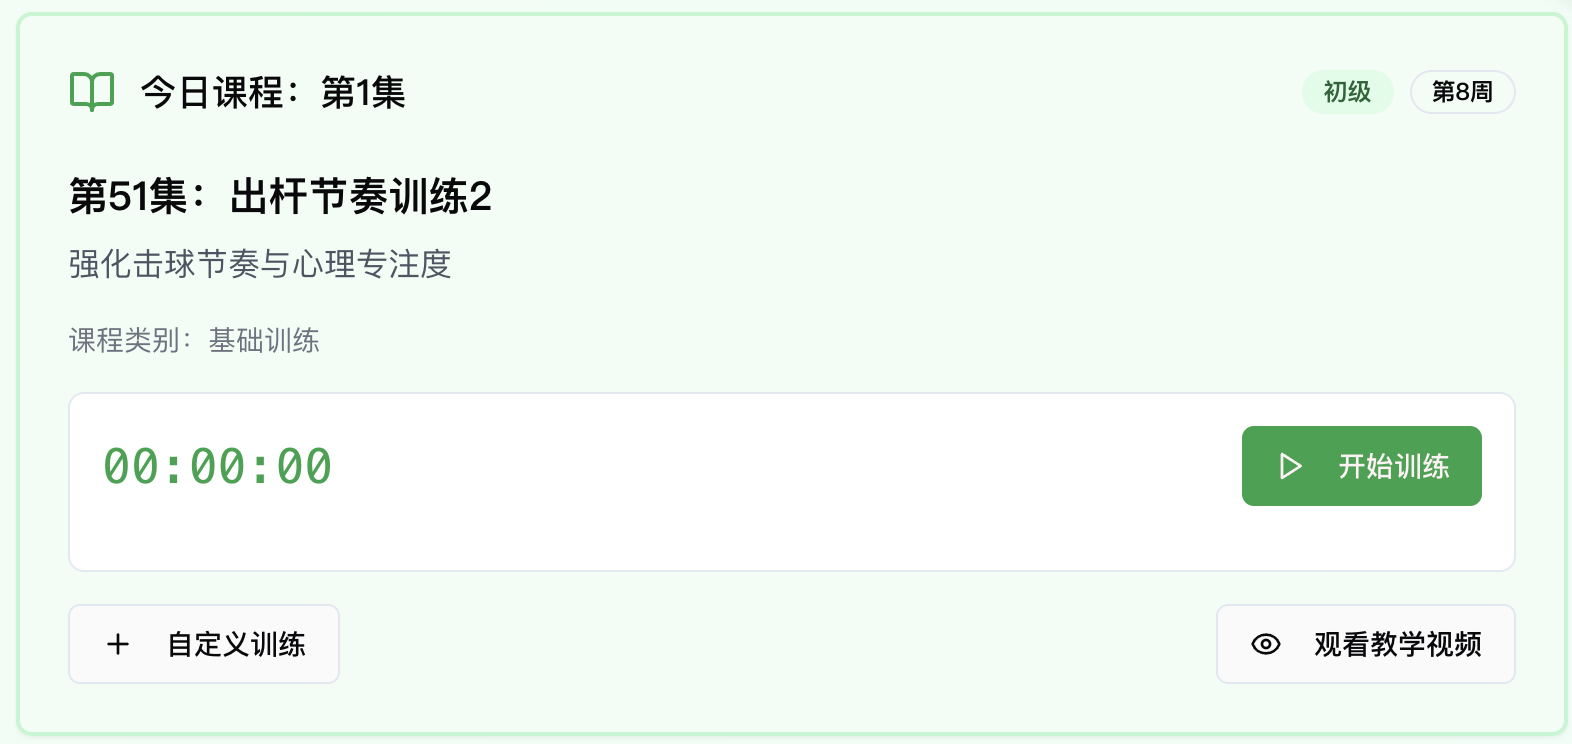 今日课程：第1集
初级
第8周
第51集：出杆节奏训练2
强化击球节奏与心理专注度
课程类别：基础训练
00:00:00
开始训练
自定义训练
观看教学视频